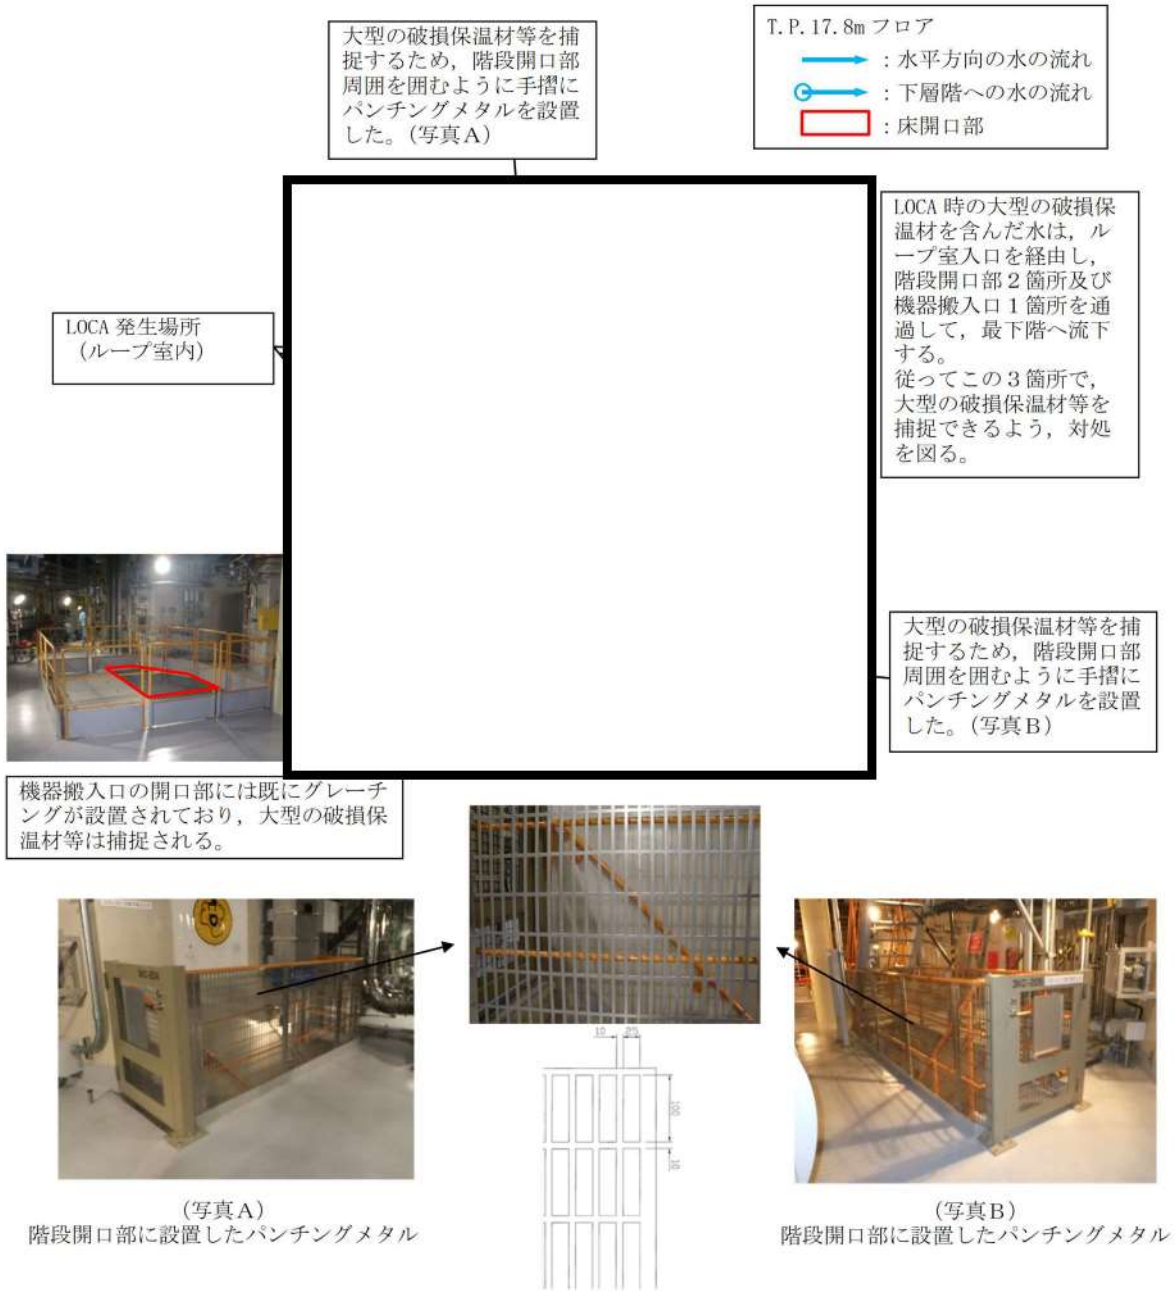 大型の破損保温材等を捕
捉するため，階段開口部
周囲を囲むように手摺に
パンチングメタルを設置
した。（写真Ａ）
T.P.17.8m フロア
：水平方向の水の流れ
：下層階への水の流れ
：床開口部
LOCA 時の大型の破損保
温材を含んだ水は，ル
ープ室入口を経由し，
階段開口部２箇所及び
機器搬入口１箇所を通
過して，最下階へ流下
する。
従ってこの３箇所で，
大型の破損保温材等を
捕捉できるよう，対処
を図る。
LOCA 発生場所
（ループ室内）
大型の破損保温材等を捕
捉するため，階段開口部
周囲を囲むように手摺に
パンチングメタルを設置
した。（写真Ｂ）
機器搬入口の開口部には既にグレーチ
ングが設置されており，大型の破損保
温材等は捕捉される。
10
25
100
10
（写真Ａ）
階段開口部に設置したパンチングメタル
（写真Ｂ）
階段開口部に設置したパンチングメタル